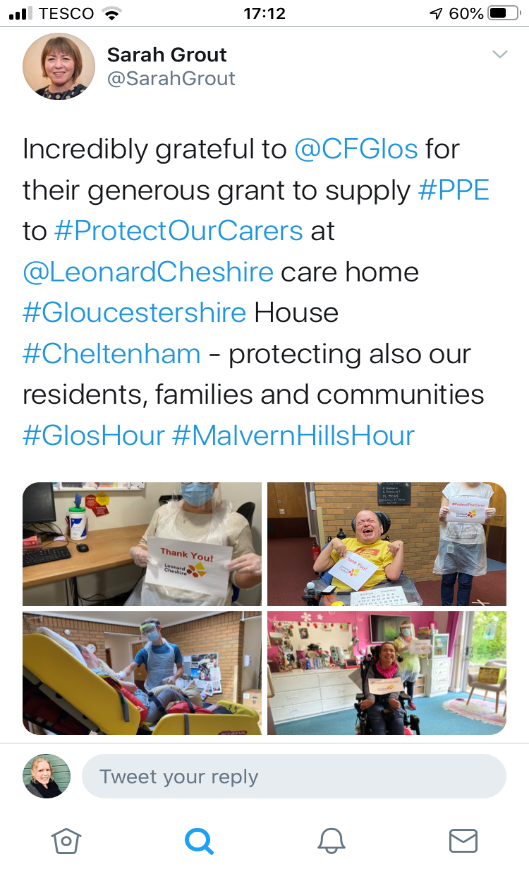 TESCO 17:12 60%
Sarah Grout
@SarahGrout
Incredibly grateful to @CFGlos for
their generous grant to supply #PPE
to #ProtectOurCarers at
@LeonardCheshire care home
#Gloucestershire House
#Cheltenham - protecting also our
residents, families and communities
#GlosHour #MalvernHillsHour
Thank You!
Leonard
Cheshire
Thank You!
Tweet your reply